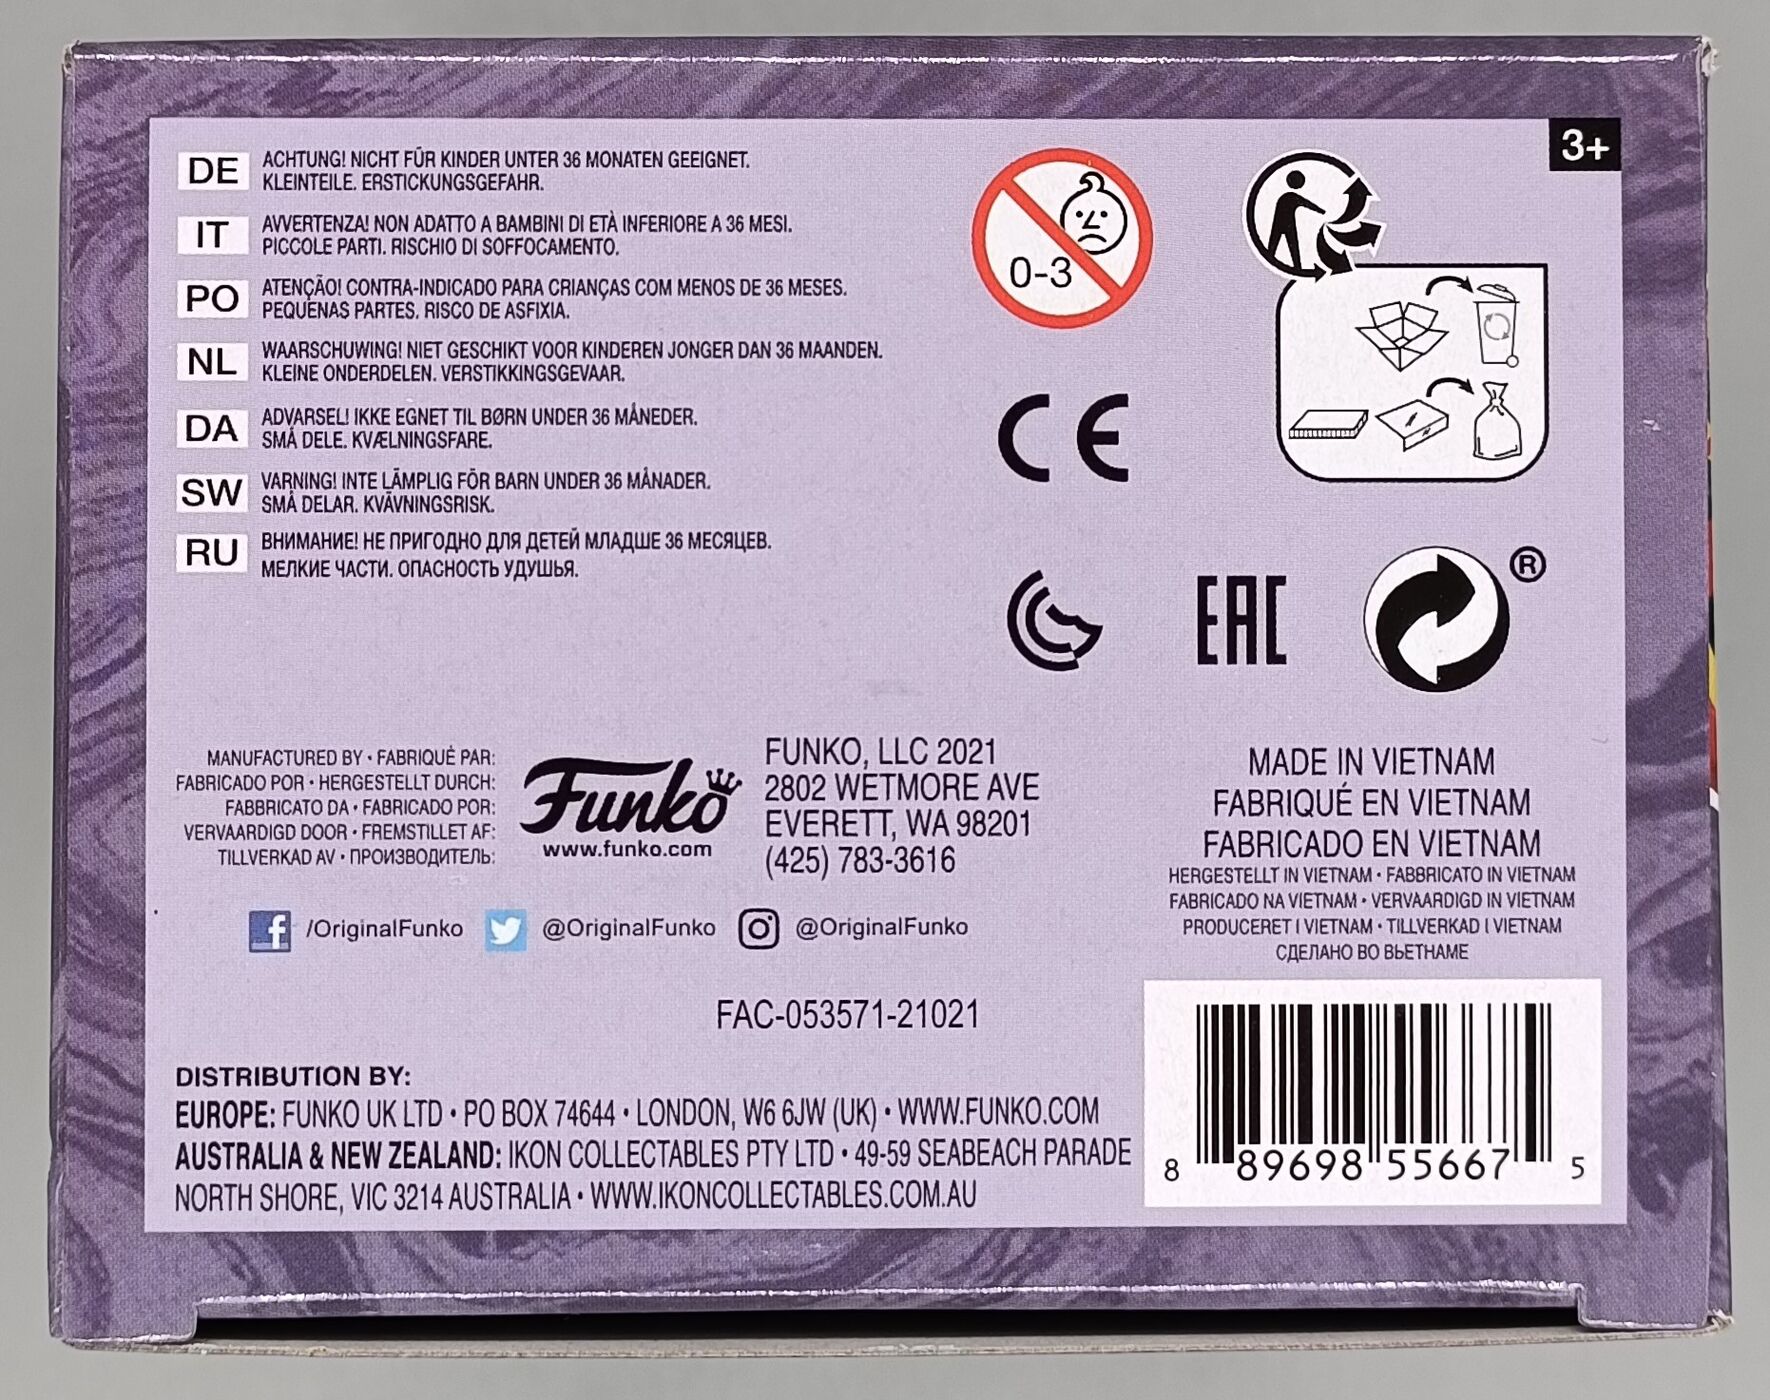 3+
DE ACHTUNG! NICHT FÜR KINDER UNTER 36 MONATEN GEEIGNET.
KLEINTEILE. ERSTICKUNGSGEFAHR.
IT AVVERTENZA! NON ADATTO A BAMBINI DI ETÀ INFERIORE A 36 MESI.
PICCOLE PARTI. RISCHIO DI SOFFOCAMENTO.
PO ATENÇÃO! CONTRA-INDICADO PARA CRIANÇAS COM MENOS DE 36 MESES.
PEQUENAS PARTES. RISCO DE ASFIXIA.
NL WAARSCHUWING! NIET GESCHIKT VOOR KINDEREN JONGER DAN 36 MAANDEN.
KLEINE ONDERDELEN. VERSTIKKINGSGEVAAR.
DA ADVARSEL! IKKE EGNET TIL BØRN UNDER 36 MÅNEDER.
SMÅ DELE. KVÆLNINGSFARE.
SW VARNING! INTE LÄMPLIG FÖR BARN UNDER 36 MÅNADER.
SMÅ DELAR. KVÄVNINGSRISK.
RU ВНИМАНИЕ! НЕ ПРИГОДНО ДЛЯ ДЕТЕЙ МЛАДШЕ 36 МЕСЯЦЕВ.
МЕЛКИЕ ЧАСТИ. ОПАСНОСТЬ УДУШЬЯ.
0-3
CE
EAC
®
MANUFACTURED BY • FABRIQUÉ PAR:
FABRICADO POR • HERGESTELLT DURCH:
FABBRICATO DA • FABRICADO POR:
VERVAARDIGD DOOR • FREMSTILLET AF:
TILLVERKAD AV • ПРОИЗВОДИТЕЛЬ:
Funko
www.funko.com
FUNKO, LLC 2021
2802 WETMORE AVE
EVERETT, WA 98201
(425) 783-3616
/OriginalFunko @OriginalFunko @OriginalFunko
MADE IN VIETNAM
FABRIQUÉ EN VIETNAM
FABRICADO EN VIETNAM
HERGESTELLT IN VIETNAM • FABBRICATO IN VIETNAM
FABRICADO NA VIETNAM • VERVAARDIGD IN VIETNAM
PRODUCERET I VIETNAM • TILLVERKAD I VIETNAM
СДЕЛАНО ВО ВЬЕТНАМЕ
FAC-053571-21021
DISTRIBUTION BY:
EUROPE: FUNKO UK LTD • PO BOX 74644 • LONDON, W6 6JW (UK) • WWW.FUNKO.COM
AUSTRALIA & NEW ZEALAND: IKON COLLECTABLES PTY LTD • 49-59 SEABEACH PARADE
NORTH SHORE, VIC 3214 AUSTRALIA • WWW.IKONCOLLECTABLES.COM.AU
8 89698 55667 5